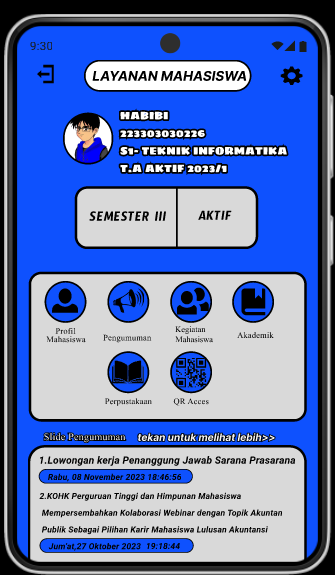 9:30
LAYANAN MAHASISWA
HABIBI
223303030226
S1- TEKNIK INFORMATIKA
T.A AKTIF 2023/1
SEMESTER III
AKTIF
Profil
Mahasiswa
Pengumuman
Kegiatan
Mahasiswa
Akademik
Perpustakaan
QR Acces
Slide Pengumuman tekan untuk melihat lebih>>
1.Lowongan kerja Penanggung Jawab Sarana Prasarana
Rabu, 08 November 2023 18:46:56
2.KOHK Perguruan Tinggi dan Himpunan Mahasiswa
Mempersembahkan Kolaborasi Webinar dengan Topik Akuntan
Publik Sebagai Pilihan Karir Mahasiswa Lulusan Akuntansi
Jum'at,27 Oktober 2023 19:18:44